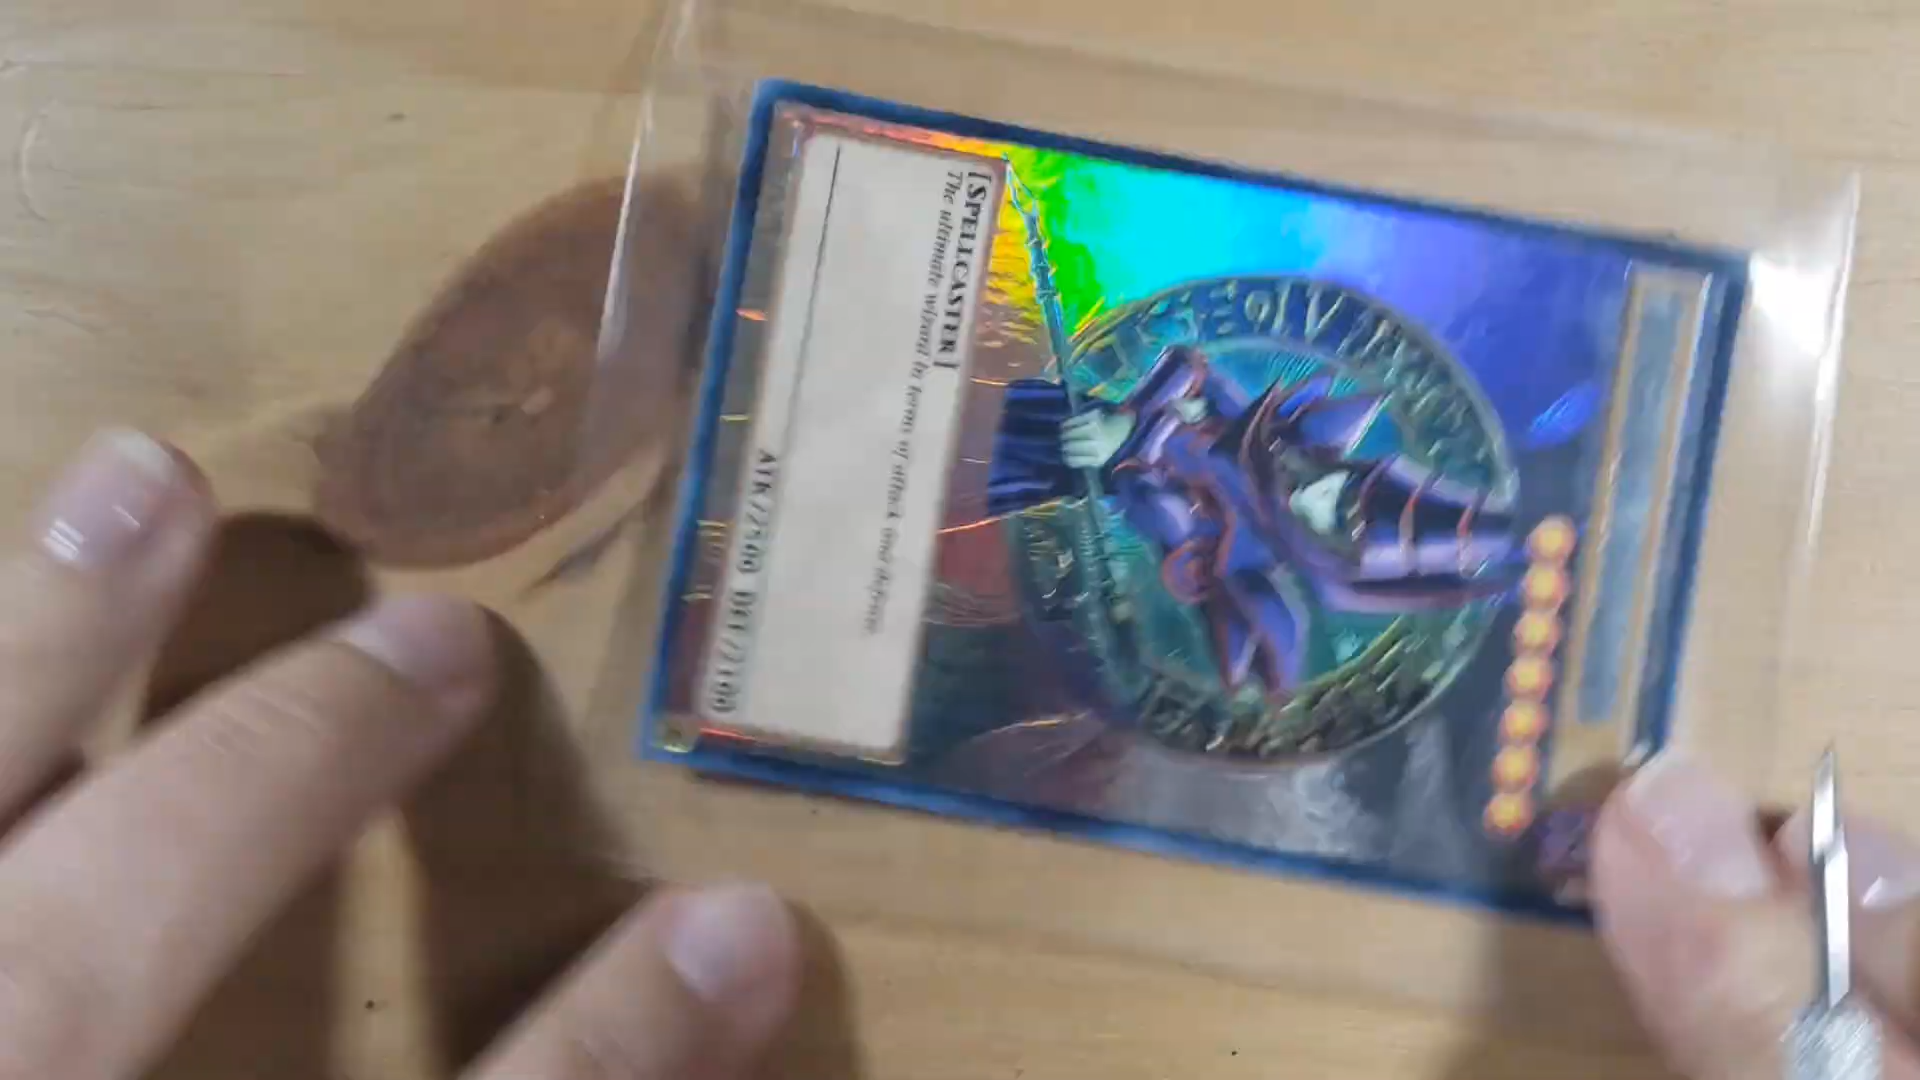 [SPELLCASTER]
The ultimate wizard in terms of attack and defense.
ATK/2500 DEF/2100